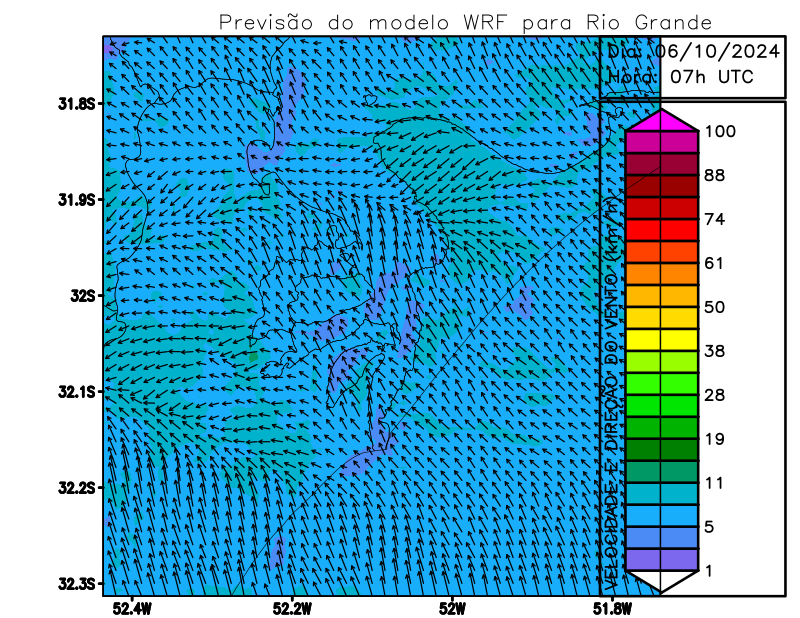 Previsão do modelo WRF para Rio Grande
Dia: 06/10/2024
Hora: 07h UTC
31.8S
31.9S
32S
32.1S
32.2S
32.3S
52.4W
52.2W
52W
51.8W
VELOCIDADE E DIREÇÃO DO VENTO (km/h)
100
88
74
61
50
38
28
19
11
5
1